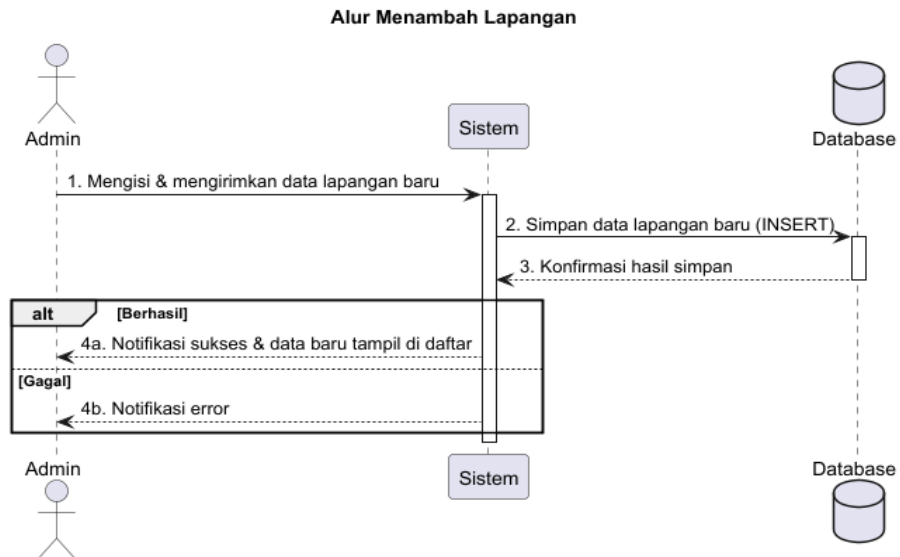 Alur Menambah Lapangan
Admin
Sistem
Database
1. Mengisi & mengirimkan data lapangan baru
2. Simpan data lapangan baru (INSERT)
3. Konfirmasi hasil simpan
alt [Berhasil]
4a. Notifikasi sukses & data baru tampil di daftar
[Gagal]
4b. Notifikasi error
Admin
Sistem
Database